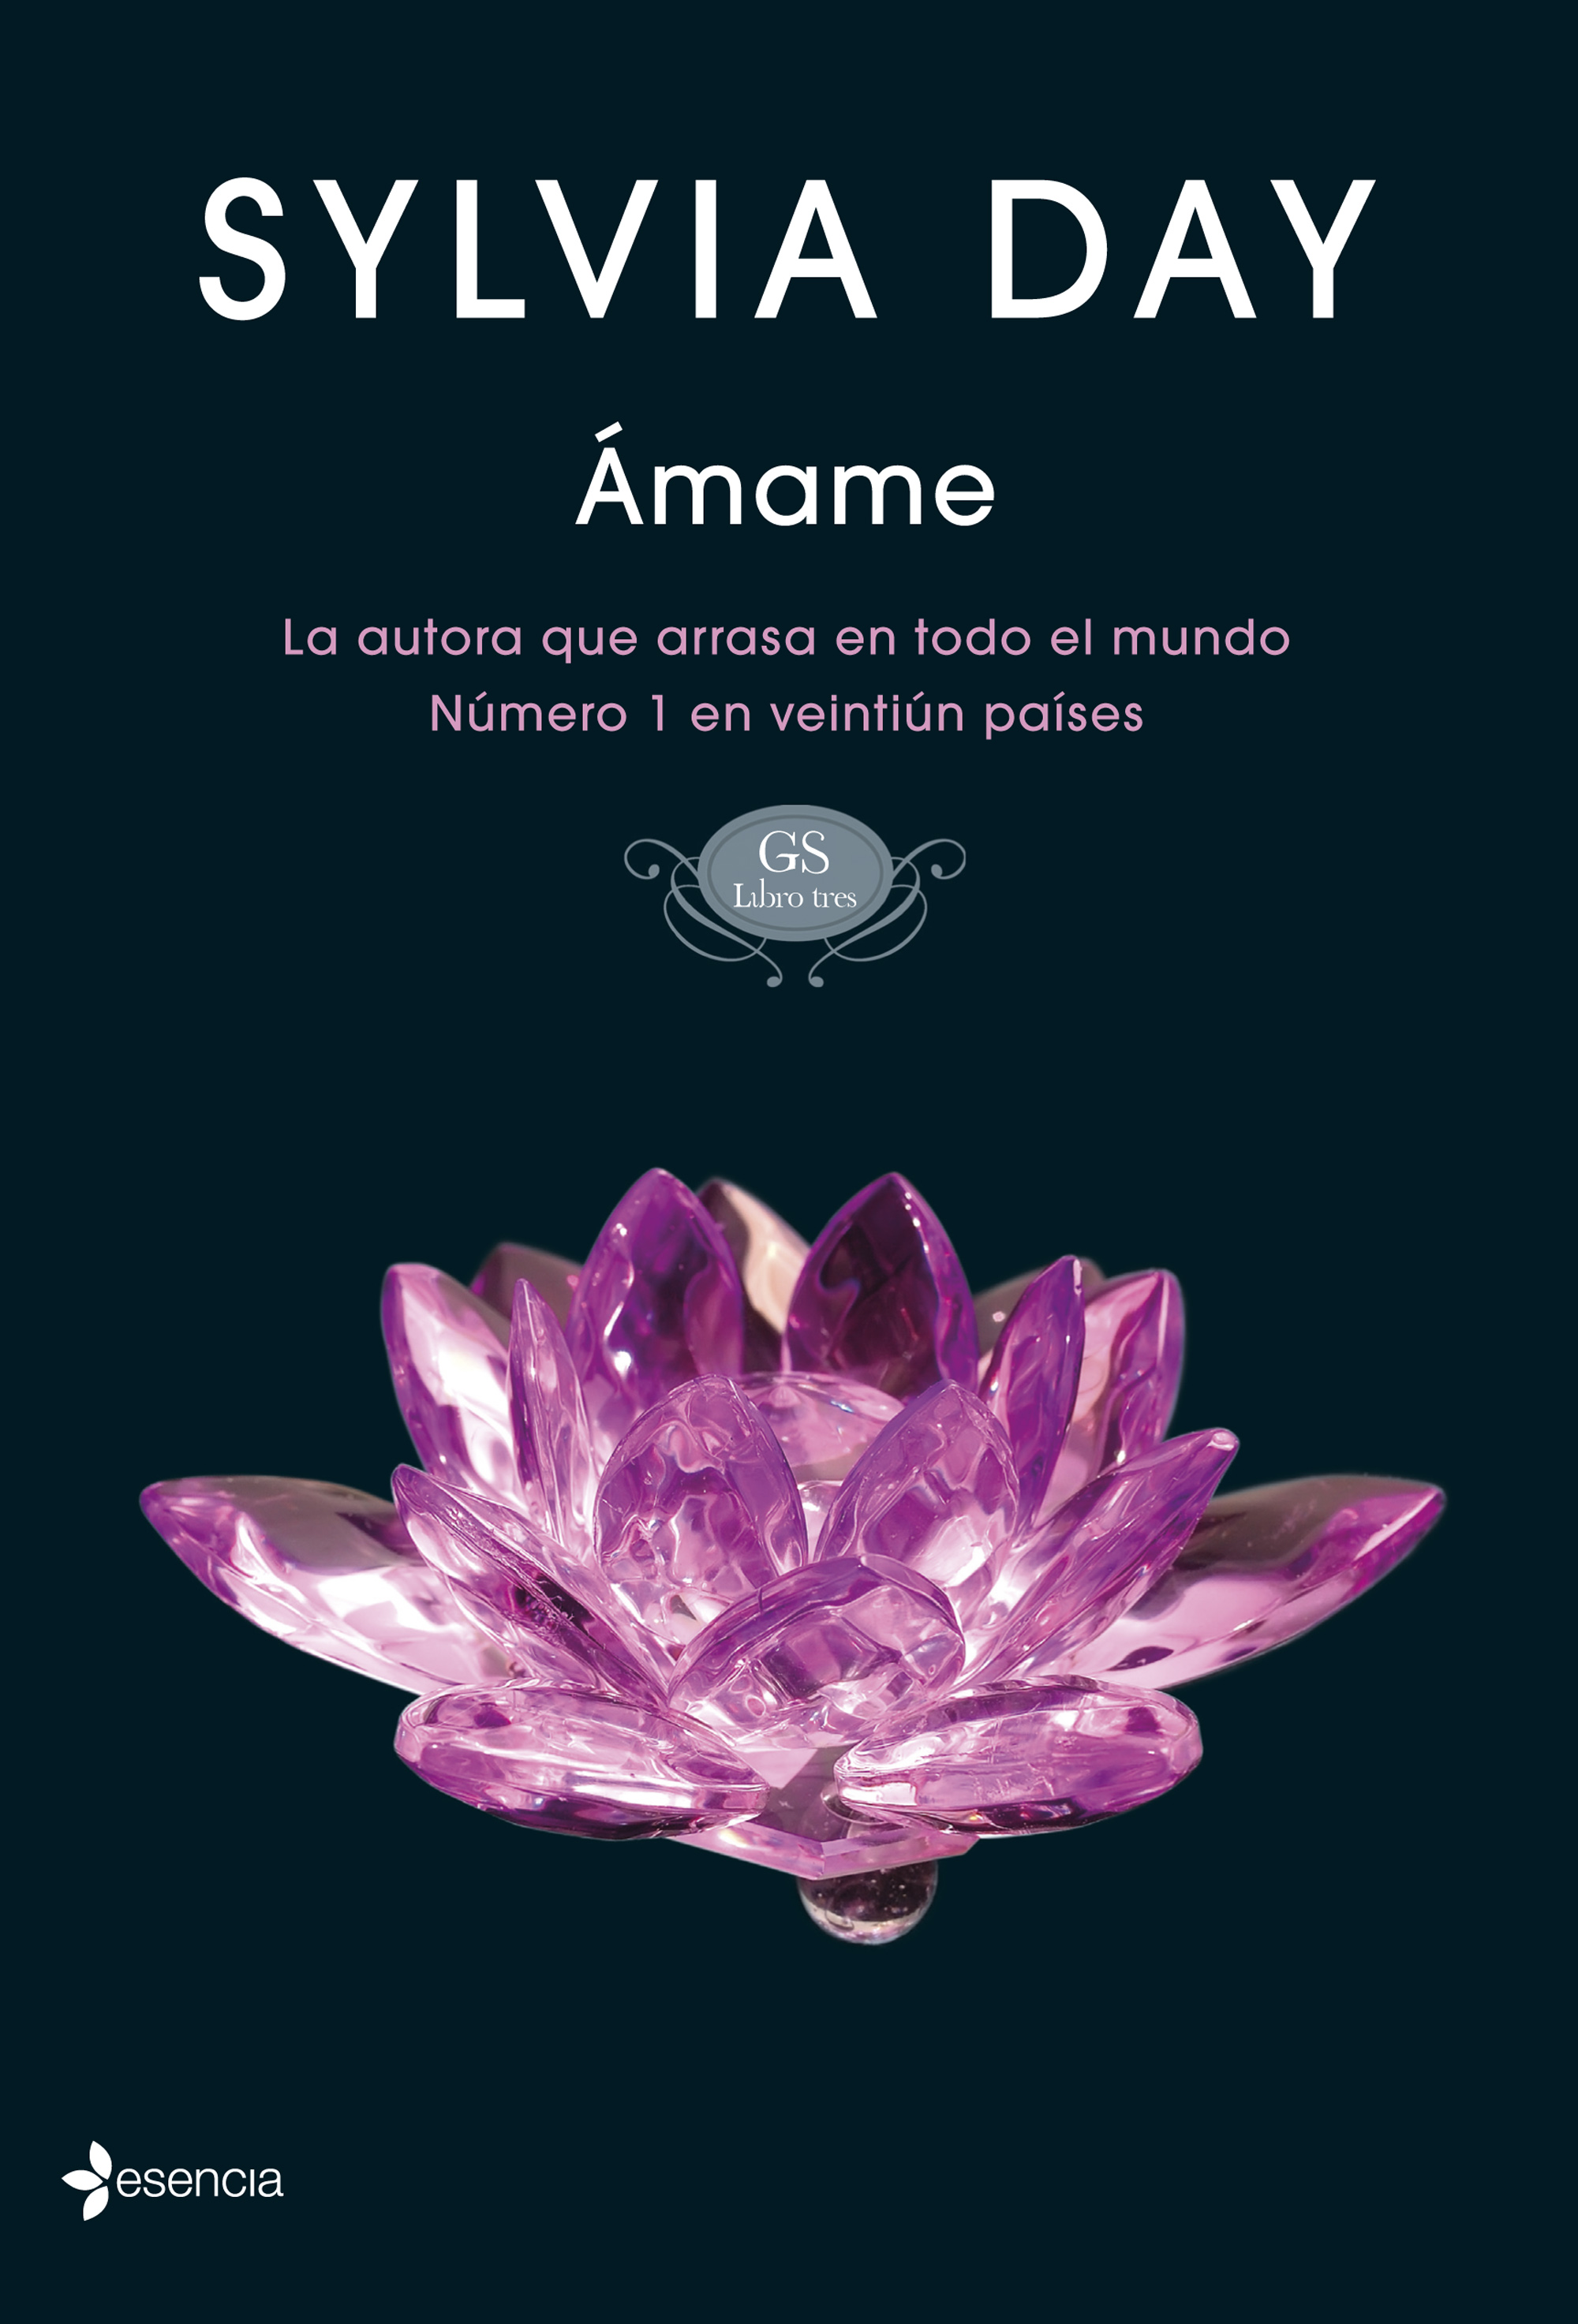 SYLVIA DAY
Ámame
La autora que arrasa en todo el mundo
Número 1 en veintiún países
GS
Libro tres
esencia